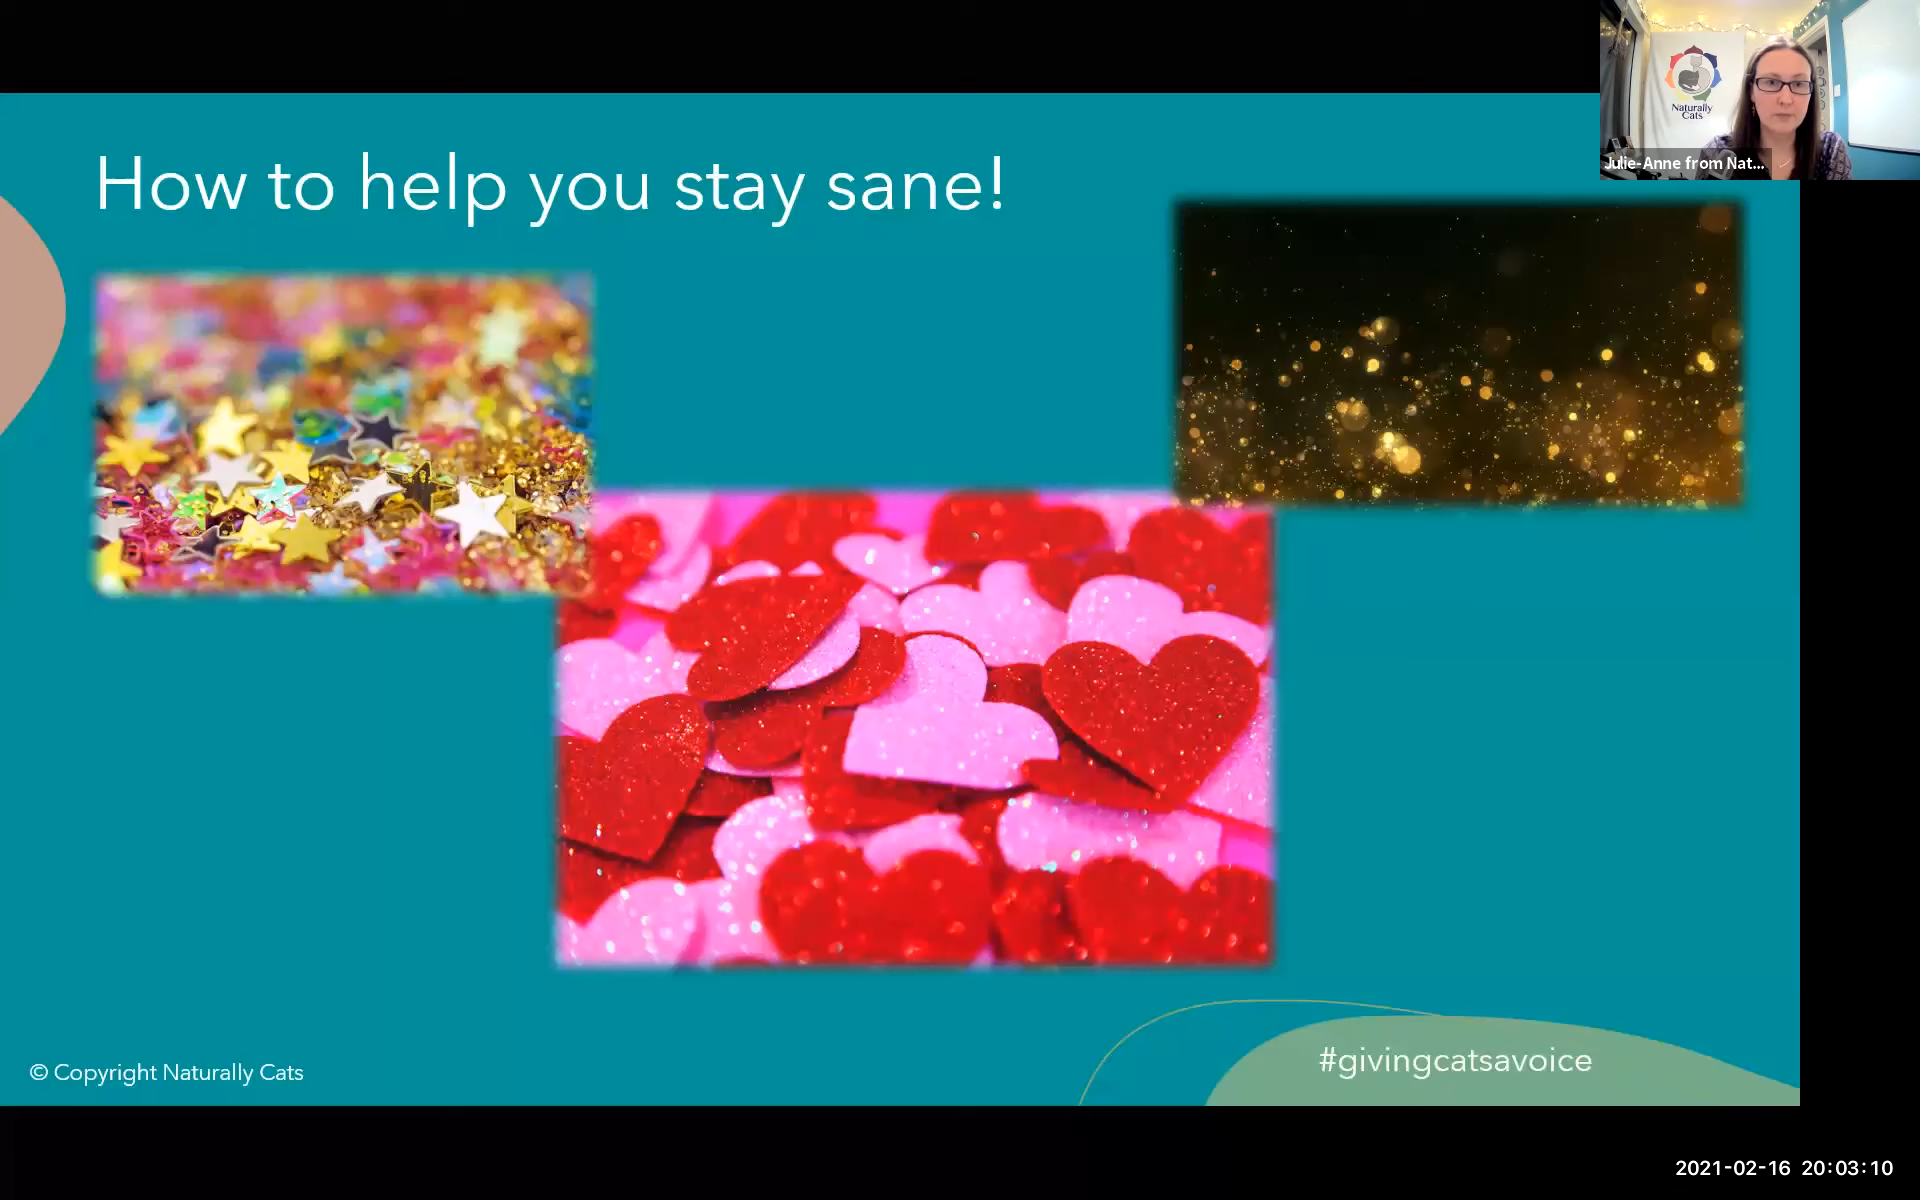 How to help you stay sane!
Naturally
Cats
Julie-Anne from Nat...
© Copyright Naturally Cats
#givingcatsavoice
2021-02-16 20:03:10